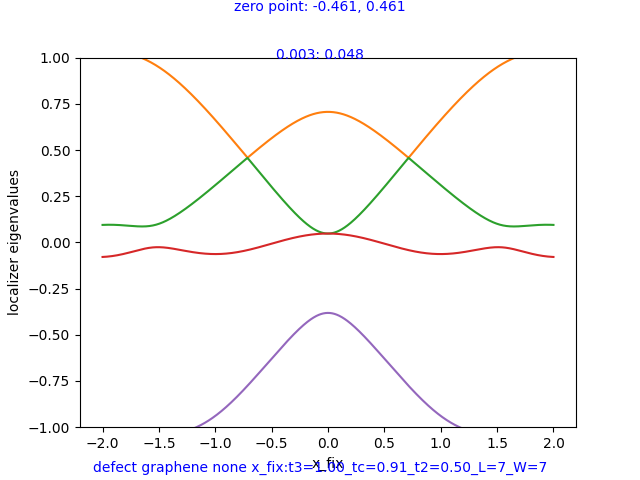 zero point: -0.461, 0.461
0.003; 0.048
1.00
0.75
0.50
0.25
0.00
−0.25
−0.50
−0.75
−1.00
localizer eigenvalues
−2.0 −1.5 −1.0 −0.5 0.0 0.5 1.0 1.5 2.0
x_fix
defect graphene none x_fix:t3=1.00_tc=0.91_t2=0.50_L=7_W=7